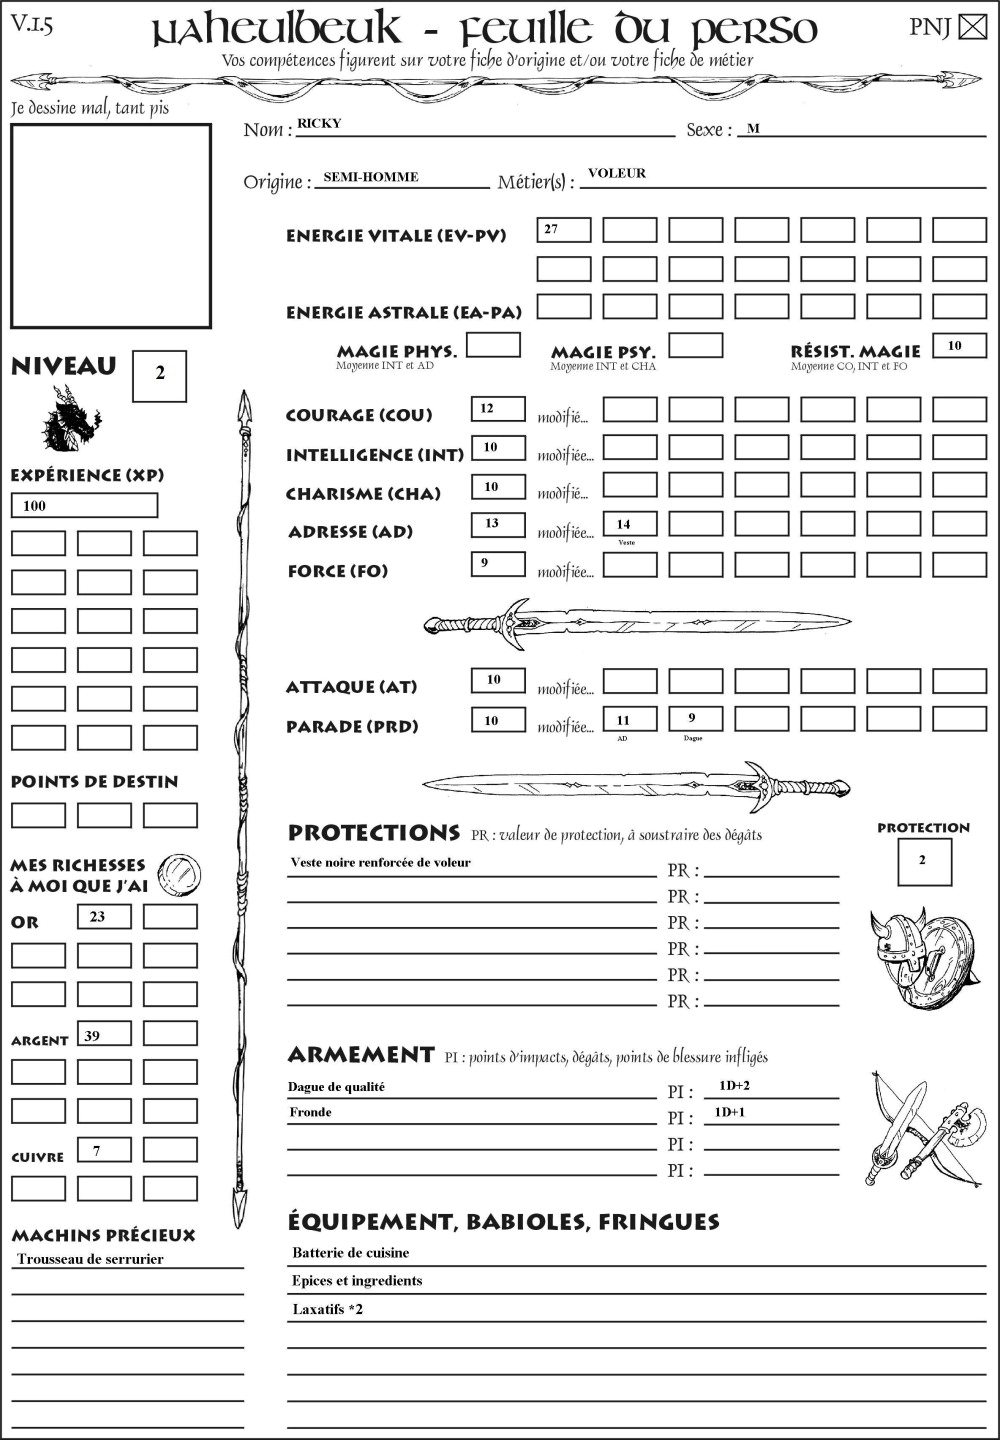 V.1.5
Naheulbeuk - Feuille du perso
PNJ
Vos compétences figurent sur votre fiche d'origine et/ou votre fiche de métier
Je dessine mal, tant pis
Nom : RICKY Sexe : M
Origine : SEMI-HOMME Métier(s) : VOLEUR
ENERGIE VITALE (EV-PV) 27
ENERGIE ASTRALE (EA-PA)
MAGIE PHYS. MAGIE PSY. RÉSIST. MAGIE 10
Moyenne INT et AD Moyenne INT et CHA Moyenne CO, INT et FO
NIVEAU 2
COURAGE (COU) 12 modifié...
INTELLIGENCE (INT) 10 modifiée...
CHARISME (CHA) 10 modifié...
ADRESSE (AD) 13 modifiée... 14
Veste
FORCE (FO) 9 modifiée...
EXPÉRIENCE (XP)
100
ATTAQUE (AT) 10 modifiée...
PARADE (PRD) 10 modifiée... 11 9
AD Dague
POINTS DE DESTIN
PROTECTIONS PR : valeur de protection, à soustraire des dégâts
PROTECTION
2
Veste noire renforcée de voleur PR :
PR :
PR :
PR :
PR :
PR :
MES RICHESSES
À MOI QUE J'AI
OR 23
ARGENT 39
CUIVRE 7
ARMEMENT PI : points d'impacts, dégâts, points de blessure infligés
Dague de qualité PI : 1D+2
Fronde PI : 1D+1
PI :
PI :
MACHINS PRÉCIEUX
Trousseau de serrurier
ÉQUIPEMENT, BABIOLES, FRINGUES
Batterie de cuisine
Epices et ingredients
Laxatifs *2